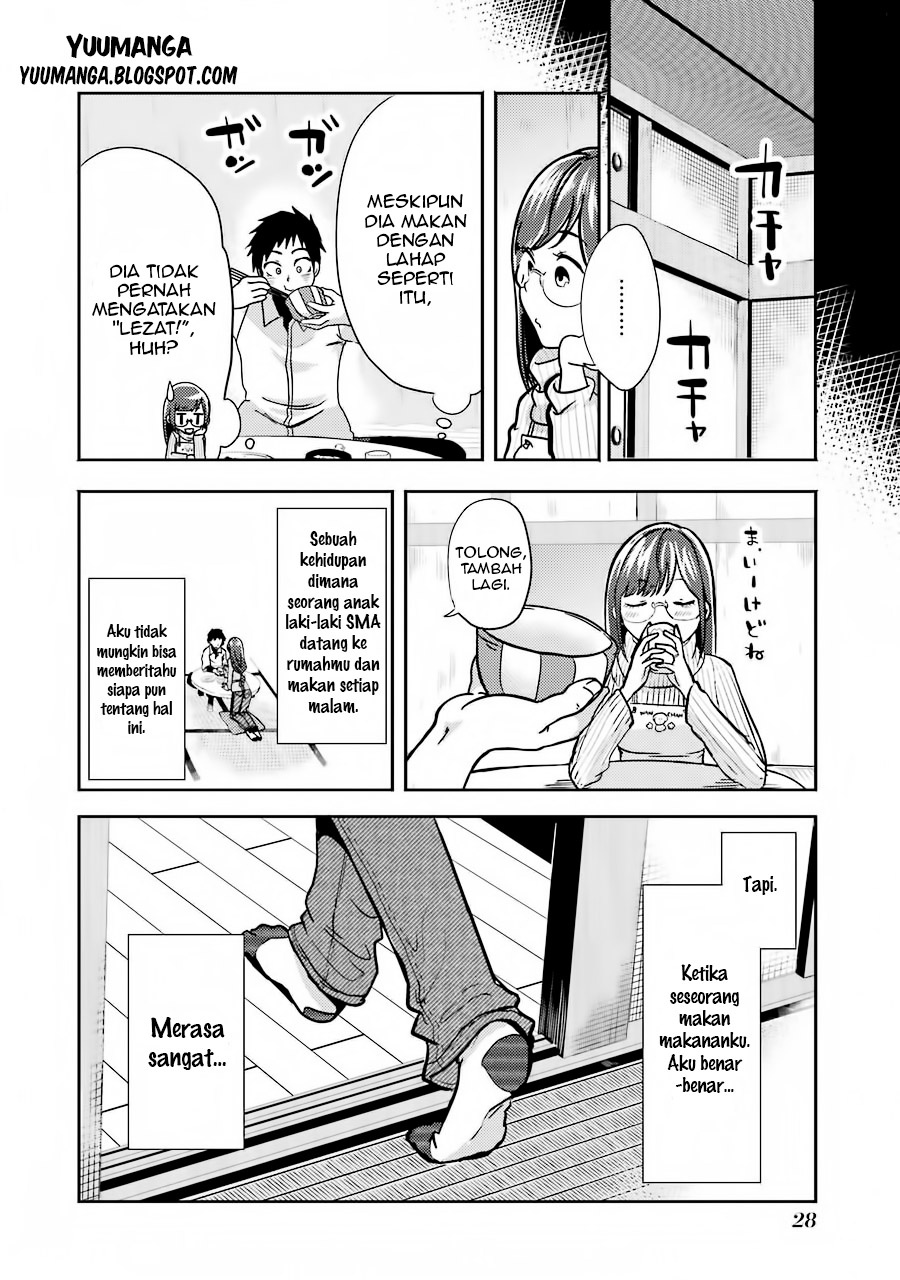 YUUMANGA
YUUMANGA.BLOGSPOT.COM
カチャ
カチャ
.........
ガッ
ガッ
MESKIPUN
DIA MAKAN
DENGAN
LAHAP
SEPERTI
ITU,
DIA TIDAK
PERNAH
MENGATAKAN
"LEZAT!",
HUH?
ま、いーけどね
TOLONG,
TAMBAH
LAGI.
Sebuah
kehidupan
dimana
seorang anak
laki-laki SMA
datang ke
rumahmu dan
makan setiap
malam.
Aku tidak
mungkin bisa
memberitahu
siapa pun
tentang hal
ini.
Tapi.
Ketika
seseorang
makan
makananku.
Aku benar
-benar...
Merasa
sangat...
28